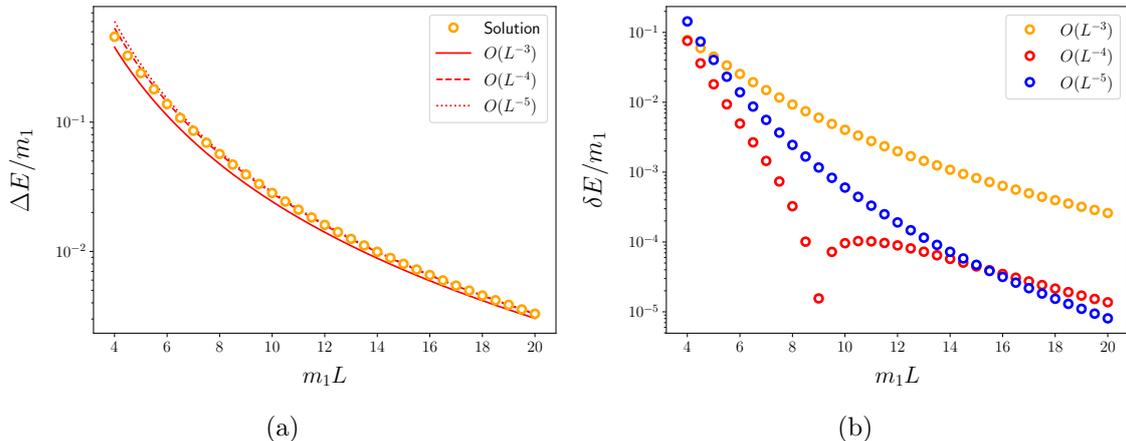 Solution
O(L⁻³)
O(L⁻⁴)
O(L⁻⁵)
ΔE/m₁
10⁻¹
10⁻²
4 6 8 10 12 14 16 18 20
m₁L
(a)
O(L⁻³)
O(L⁻⁴)
O(L⁻⁵)
δE/m₁
10⁻¹
10⁻²
10⁻³
10⁻⁴
10⁻⁵
4 6 8 10 12 14 16 18 20
m₁L
(b)